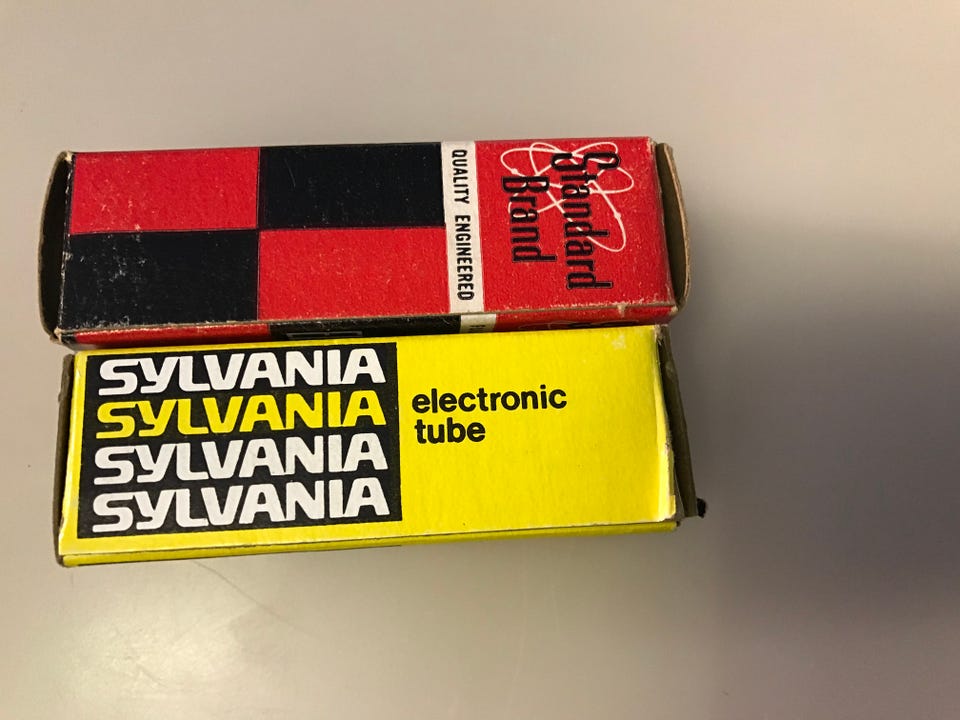 Standard
Brand
QUALITY ENGINEERED
SYLVANIA
SYLVANIA
SYLVANIA
SYLVANIA
electronic
tube